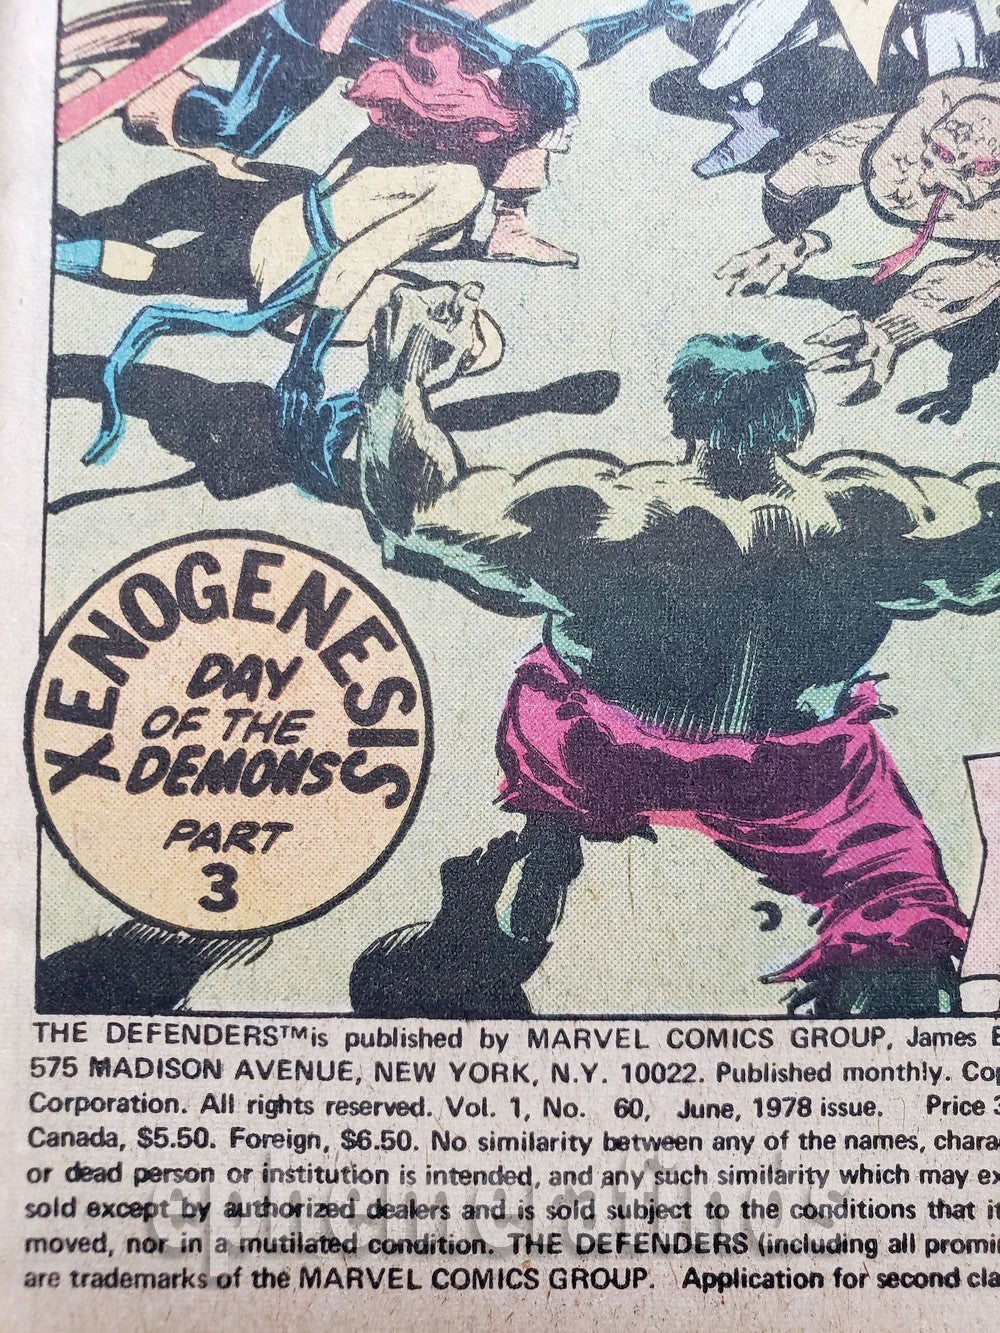 XENOGENESIS
DAY
OF THE
DEMONS
PART
3
THE DEFENDERS™ is published by MARVEL COMICS GROUP, James
575 MADISON AVENUE, NEW YORK, N.Y. 10022. Published monthly.
Corporation. All rights reserved. Vol. 1, No. 60, June, 1978 issue. Price
Canada, $5.50. Foreign, $6.50. No similarity between any of the names,
or dead person or institution is intended, and any such similarity which may
sold except by authorized dealers and is sold subject to the conditions that it
moved, nor in a mutilated condition. THE DEFENDERS (including all
are trademarks of the MARVEL COMICS GROUP. Application for second
ephemerafinds